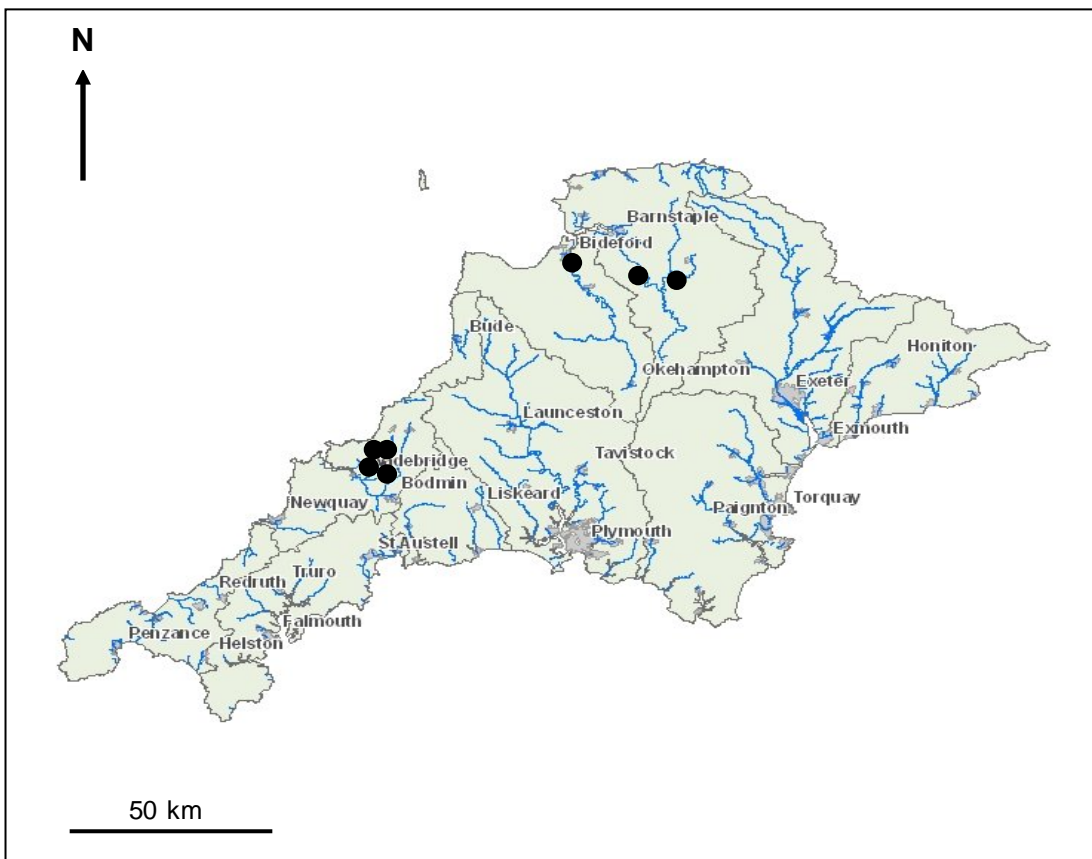 N
Barnstaple
Bideford
Bude
Honiton
Okehampton
Exeter
Launceston
Exmouth
Tavistock
adebridge
Bodmin
Liskeard
Newquay
Torquay
Paignton
Plymouth
St Austell
Truro
Redruth
Falmouth
Penzance
Helston
50 km